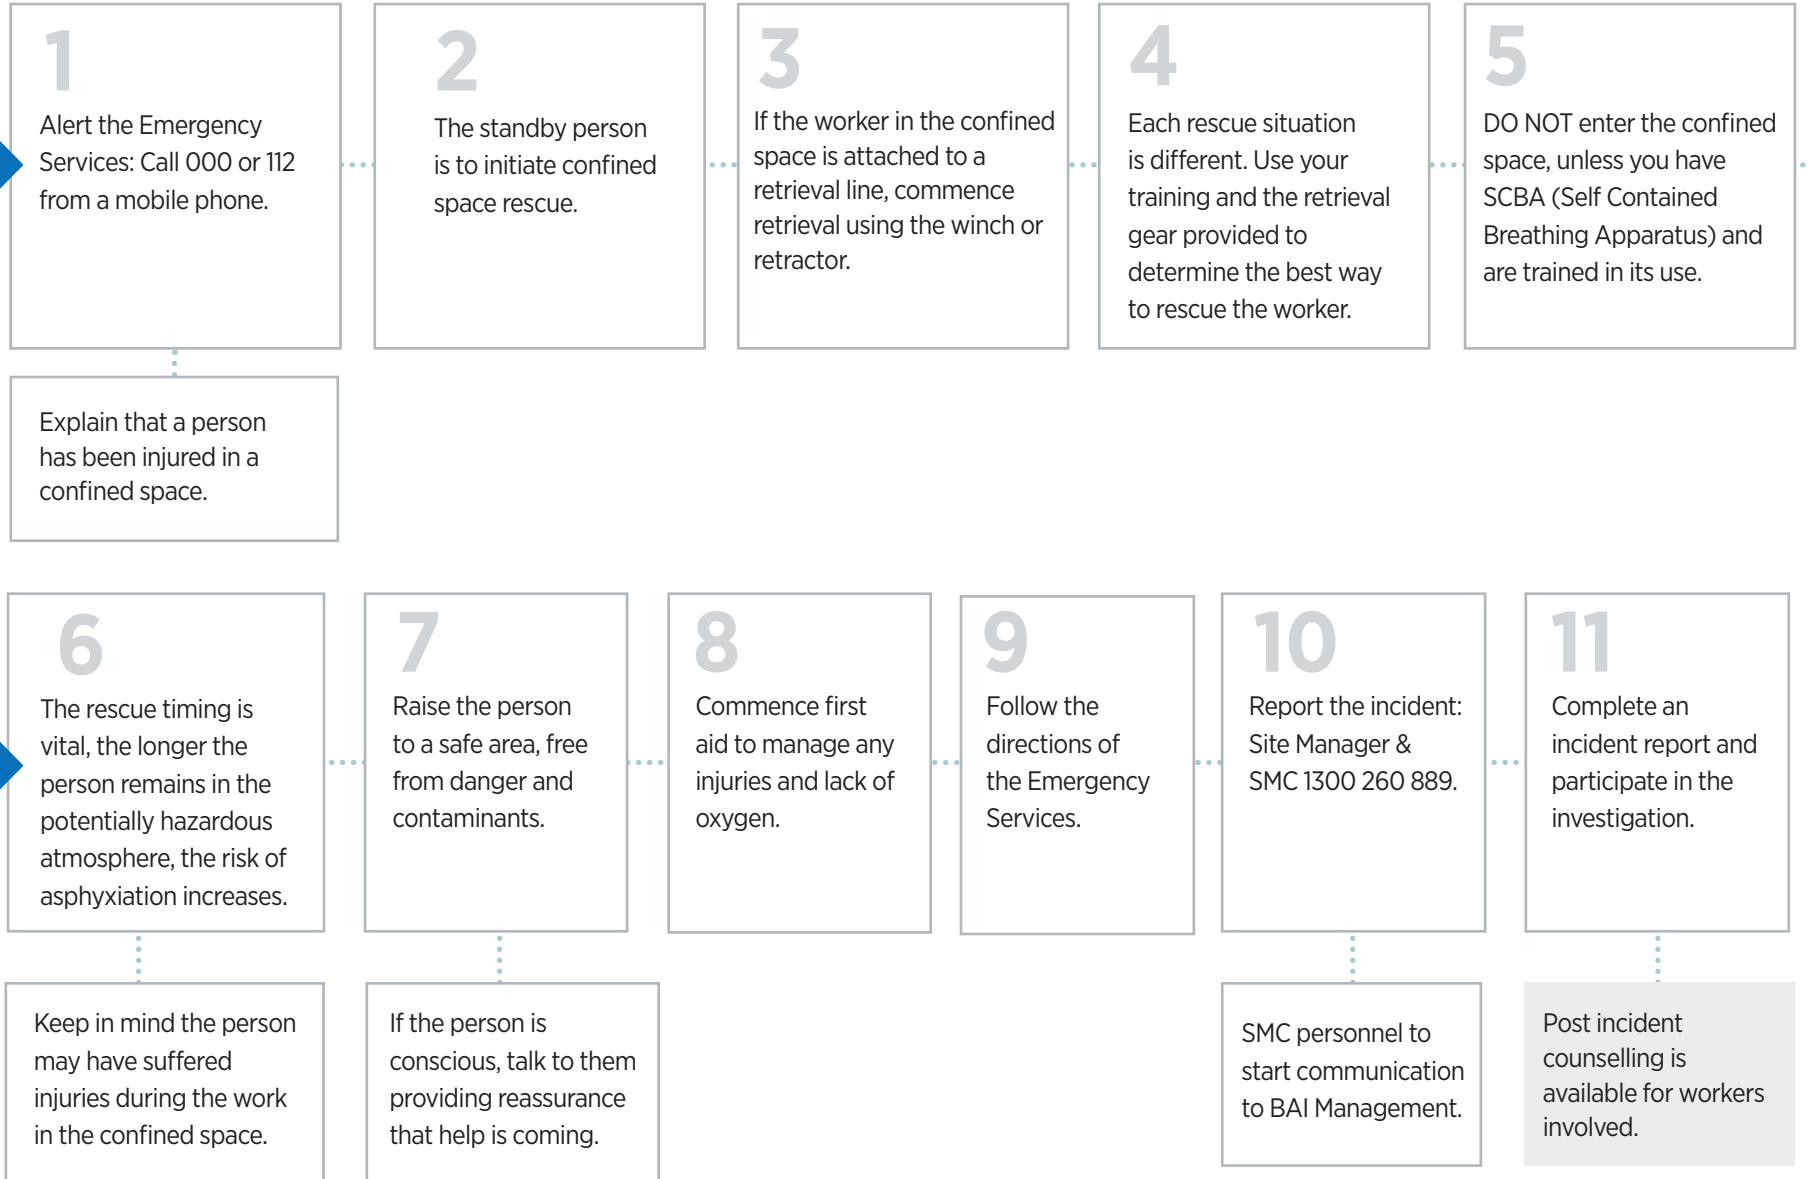 1
Alert the Emergency
Services: Call 000 or 112
from a mobile phone.
Explain that a person
has been injured in a
confined space.
2
The standby person
is to initiate confined
space rescue.
3
If the worker in the confined
space is attached to a
retrieval line, commence
retrieval using the winch or
retractor.
4
Each rescue situation
is different. Use your
training and the retrieval
gear provided to
determine the best way
to rescue the worker.
5
DO NOT enter the confined
space, unless you have
SCBA (Self Contained
Breathing Apparatus) and
are trained in its use.
6
The rescue timing is
vital, the longer the
person remains in the
potentially hazardous
atmosphere, the risk of
asphyxiation increases.
Keep in mind the person
may have suffered
injuries during the work
in the confined space.
7
Raise the person
to a safe area, free
from danger and
contaminants.
If the person is
conscious, talk to them
providing reassurance
that help is coming.
8
Commence first
aid to manage any
injuries and lack of
oxygen.
9
Follow the
directions of
the Emergency
Services.
10
Report the incident:
Site Manager &
SMC 1300 260 889.
SMC personnel to
start communication
to BAI Management.
11
Complete an
incident report and
participate in the
investigation.
Post incident
counselling is
available for workers
involved.